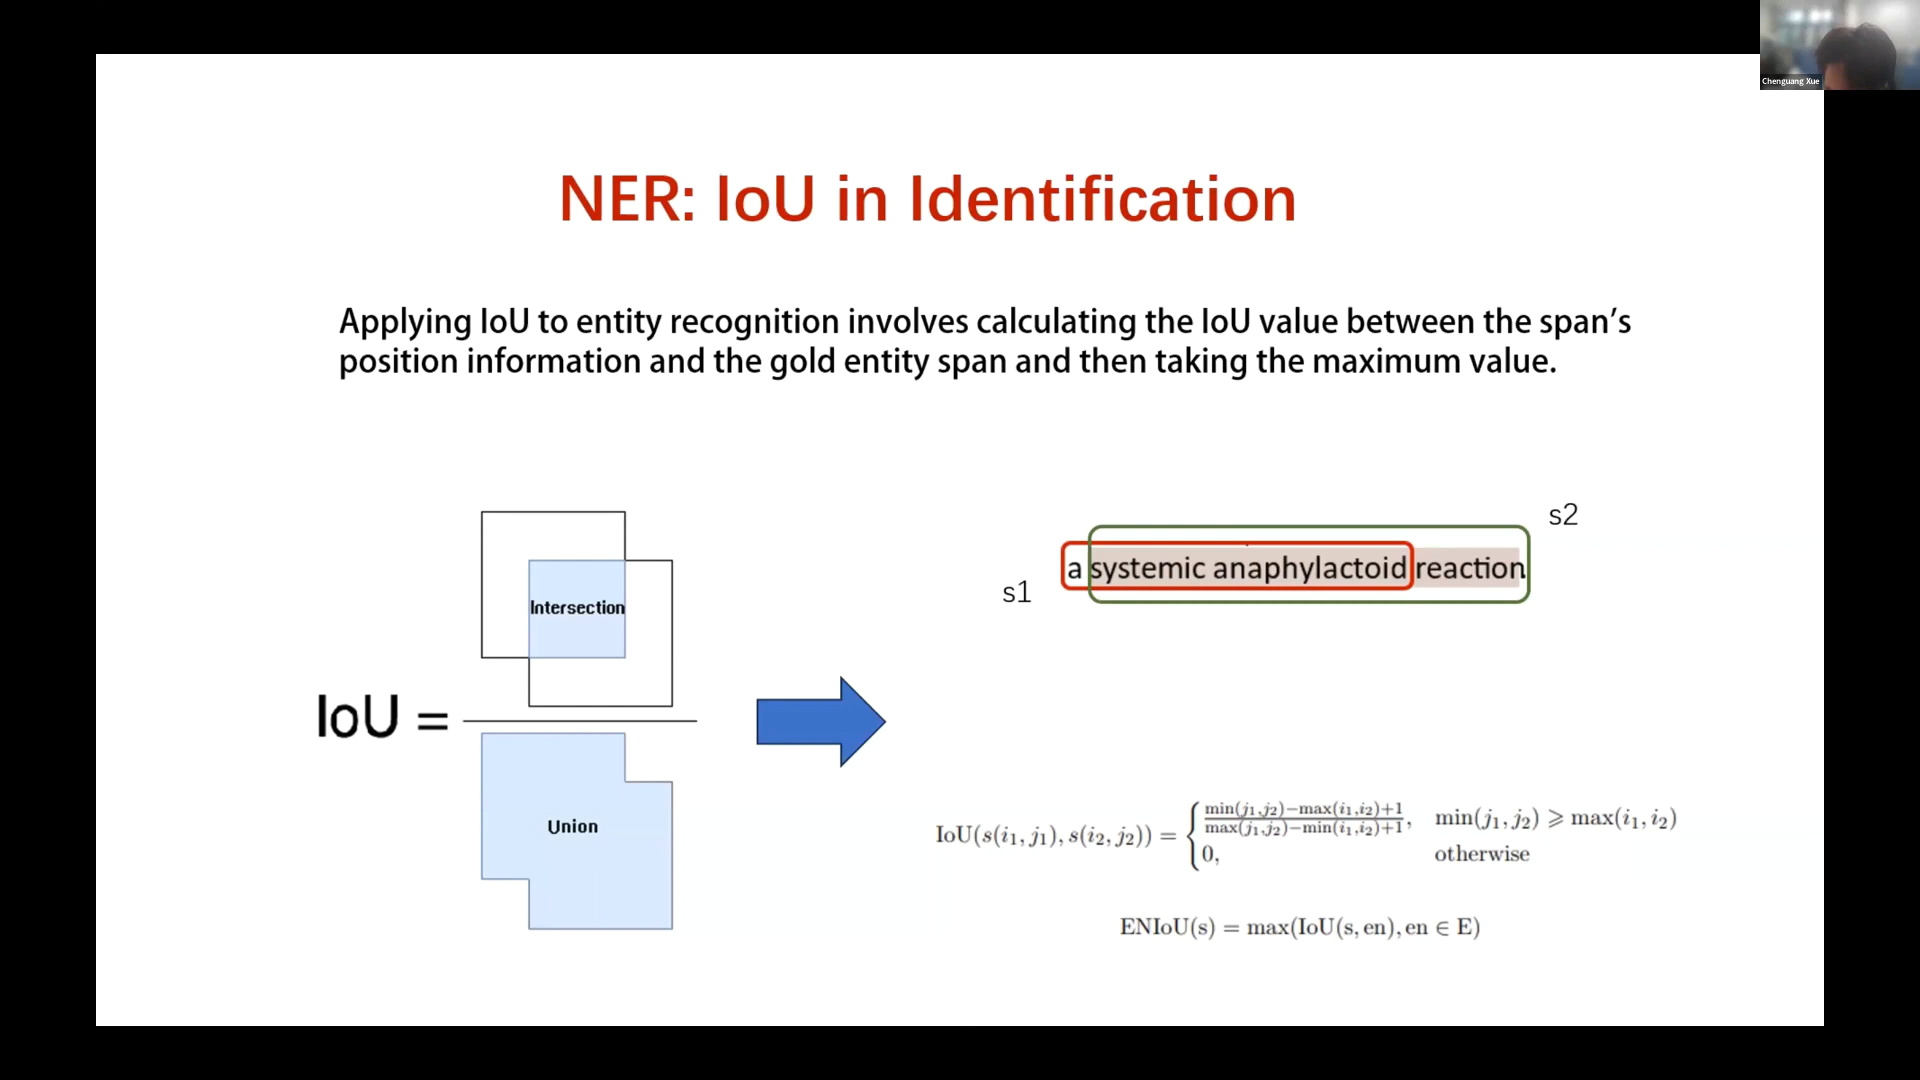 Chenguang Xue
NER: IoU in Identification
Applying IoU to entity recognition involves calculating the IoU value between the span's
position information and the gold entity span and then taking the maximum value.
s2
a systemic anaphylactoid reaction
s1
Intersection
IoU =
Union
IoU(s(i₁, j₁), s(i₂, j₂)) = { min(j₁,j₂)−max(i₁,i₂)+1 / max(j₁,j₂)−min(i₁,i₂)+1 , min(j₁, j₂) ⩾ max(i₁, i₂)
0, otherwise
ENIoU(s) = max(IoU(s, en), en ∈ E)